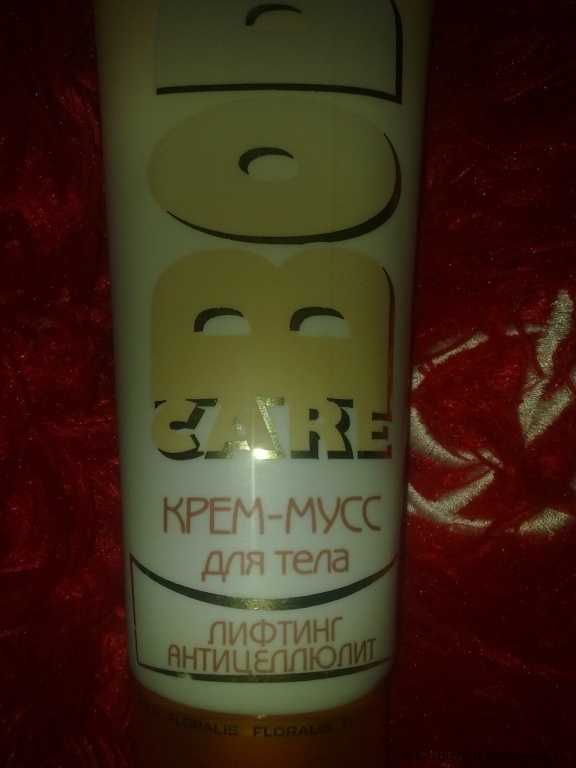 BOD
CARE
КРЕМ-МУСС
для тела
ЛИФТИНГ
АНТИЦЕЛЛЮЛИТ
FLORALIS FLORALIS